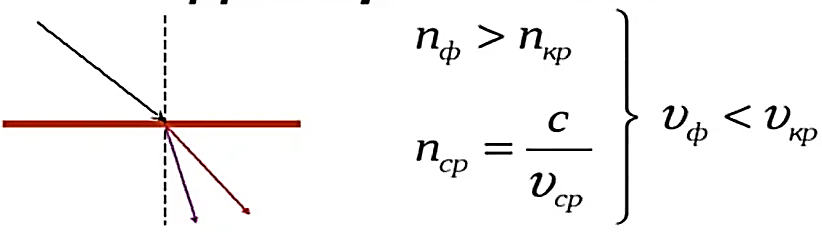 n_ф > n_кр
n_ср = c / υ_ср
υ_ф < υ_кр